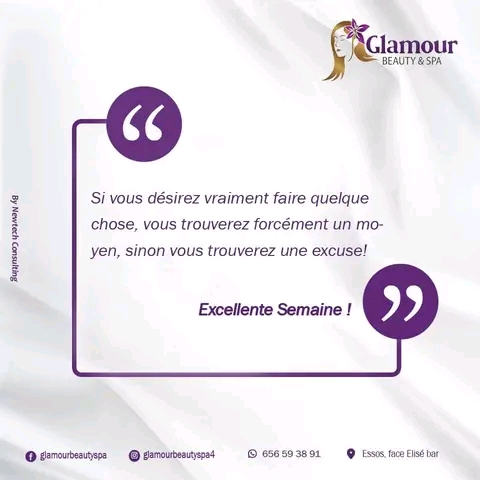 Glamour
BEAUTY & SPA
Si vous désirez vraiment faire quelque
chose, vous trouverez forcément un mo-
yen, sinon vous trouverez une excuse!
Excellente Semaine !
By Newtech Consulting
glamourbeautyspa
glamourbeautyspa4
656 59 38 91
Essos, face Elisé bar